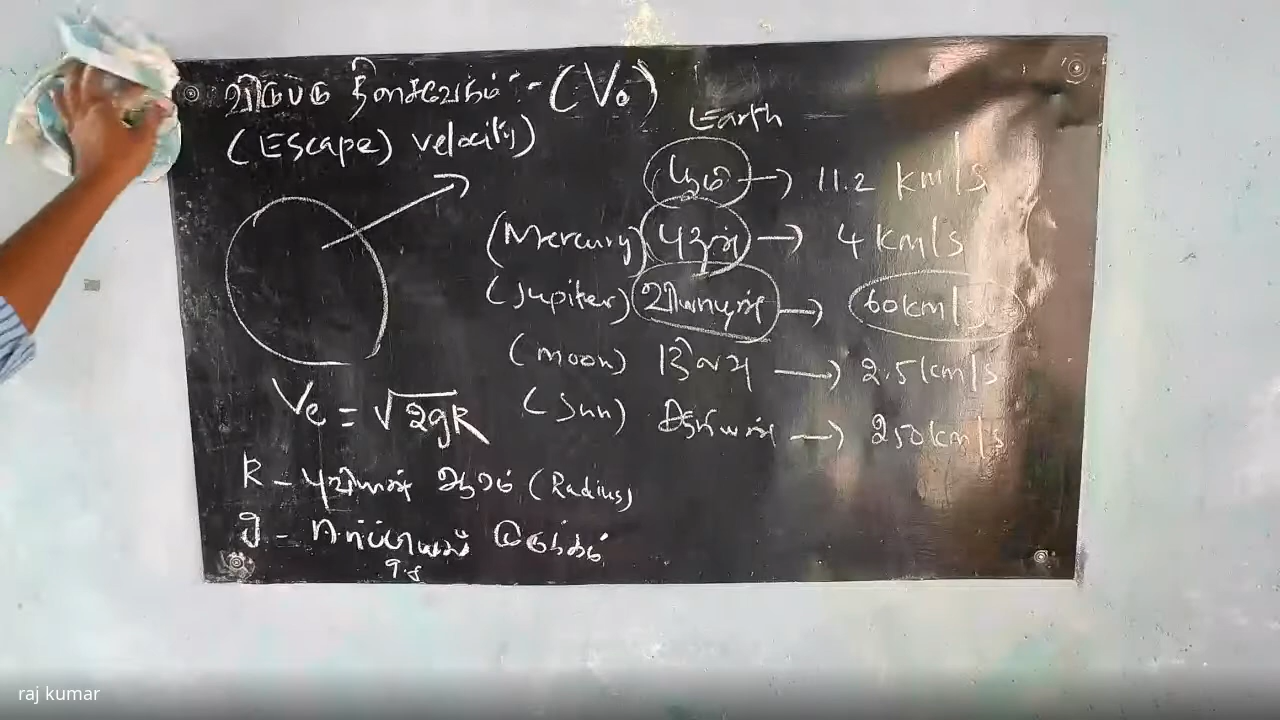 விடுபடு திசைவேகம் :- (Ve)
(Escape) velocity)
Earth
பூமி → 11.2 km/s
(Mercury) புதன் → 4 km/s
(Jupiter) வியாழன் → 60km/s
(moon) → 2.5km/s
(Sun) சூரியன் → 250km/s
Ve = √2gR
R - புவியின் ஆரம் (Radius)
g - ஈர்ப்பியல் முடுக்கம்
9.8
raj kumar